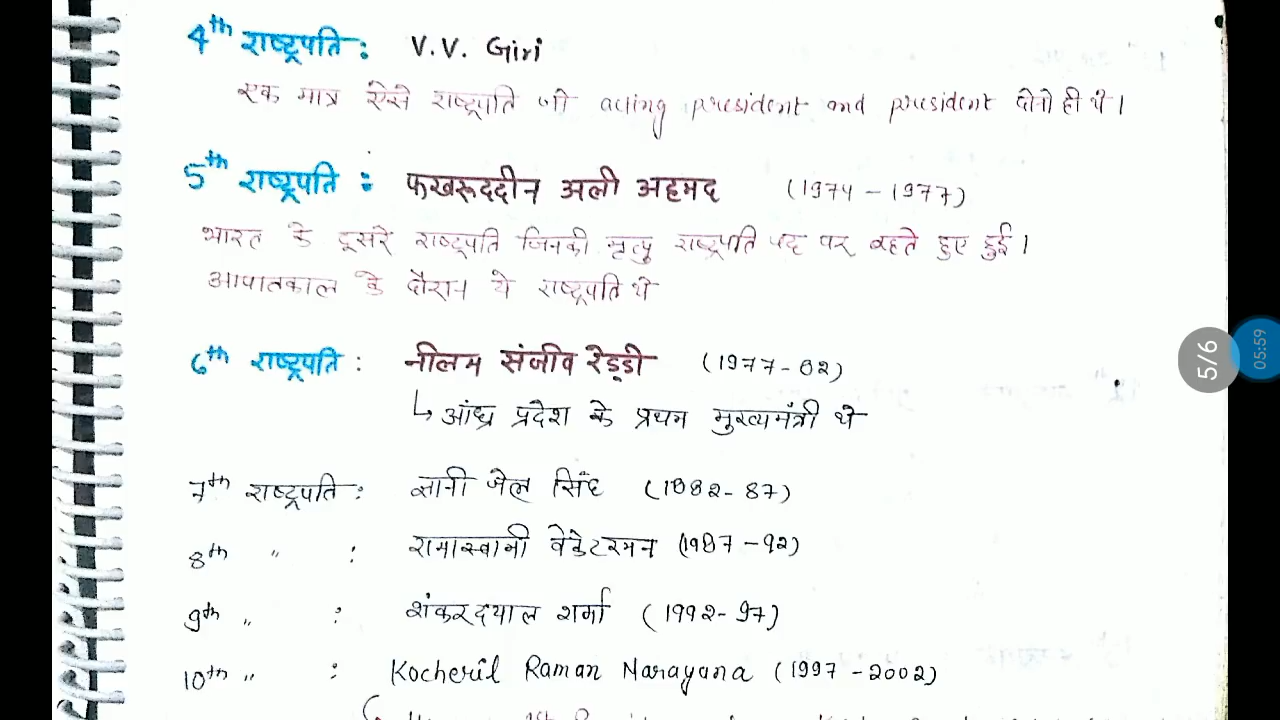 4th राष्ट्रपति : V.V. Giri
एक मात्र ऐसे राष्ट्रपति जो acting president and president दोनो ही थे।
5th राष्ट्रपति : फखरूददीन अली अहमद (1974 - 1977)
भारत के दूसरे राष्ट्रपति जिनकी मृत्यु राष्ट्रपति पद पर रहते हुए हुई।
आपातकाल के दौरान ये राष्ट्रपति थे
6th राष्ट्रपति : नीलम संजीव रेड्डी (1977-82)
↳ आंध्र प्रदेश के प्रथम मुख्यमंत्री थे
7th राष्ट्रपति : ज्ञानी जेल सिंह (1982-87)
8th " : रामास्वामी वेंकेटरमन (1987-92)
9th " : शंकरदयाल शर्मा (1992-97)
10th " : Kocheril Raman Narayana (1997-2002)
5/6
05:59